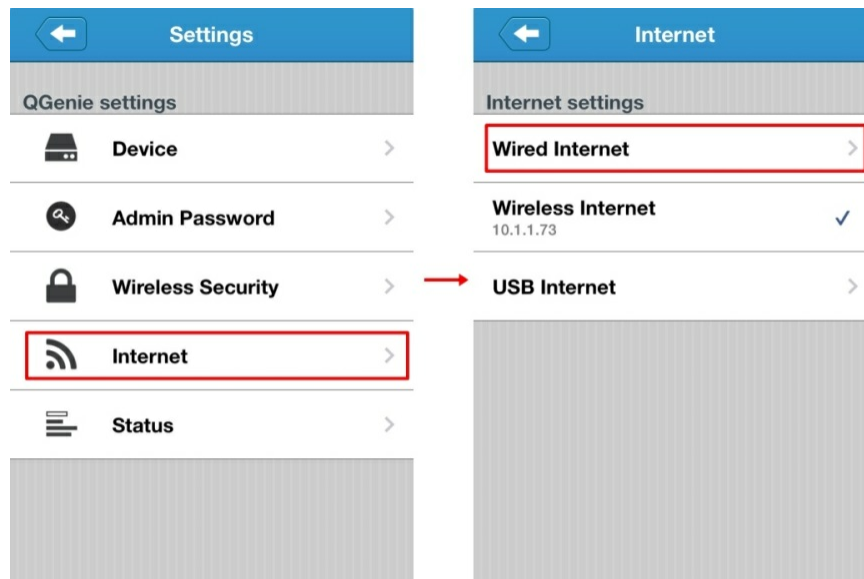 Settings
QGenie settings
Device
Admin Password
Wireless Security
Internet
Status
Internet
Internet settings
Wired Internet
Wireless Internet
10.1.1.73
USB Internet